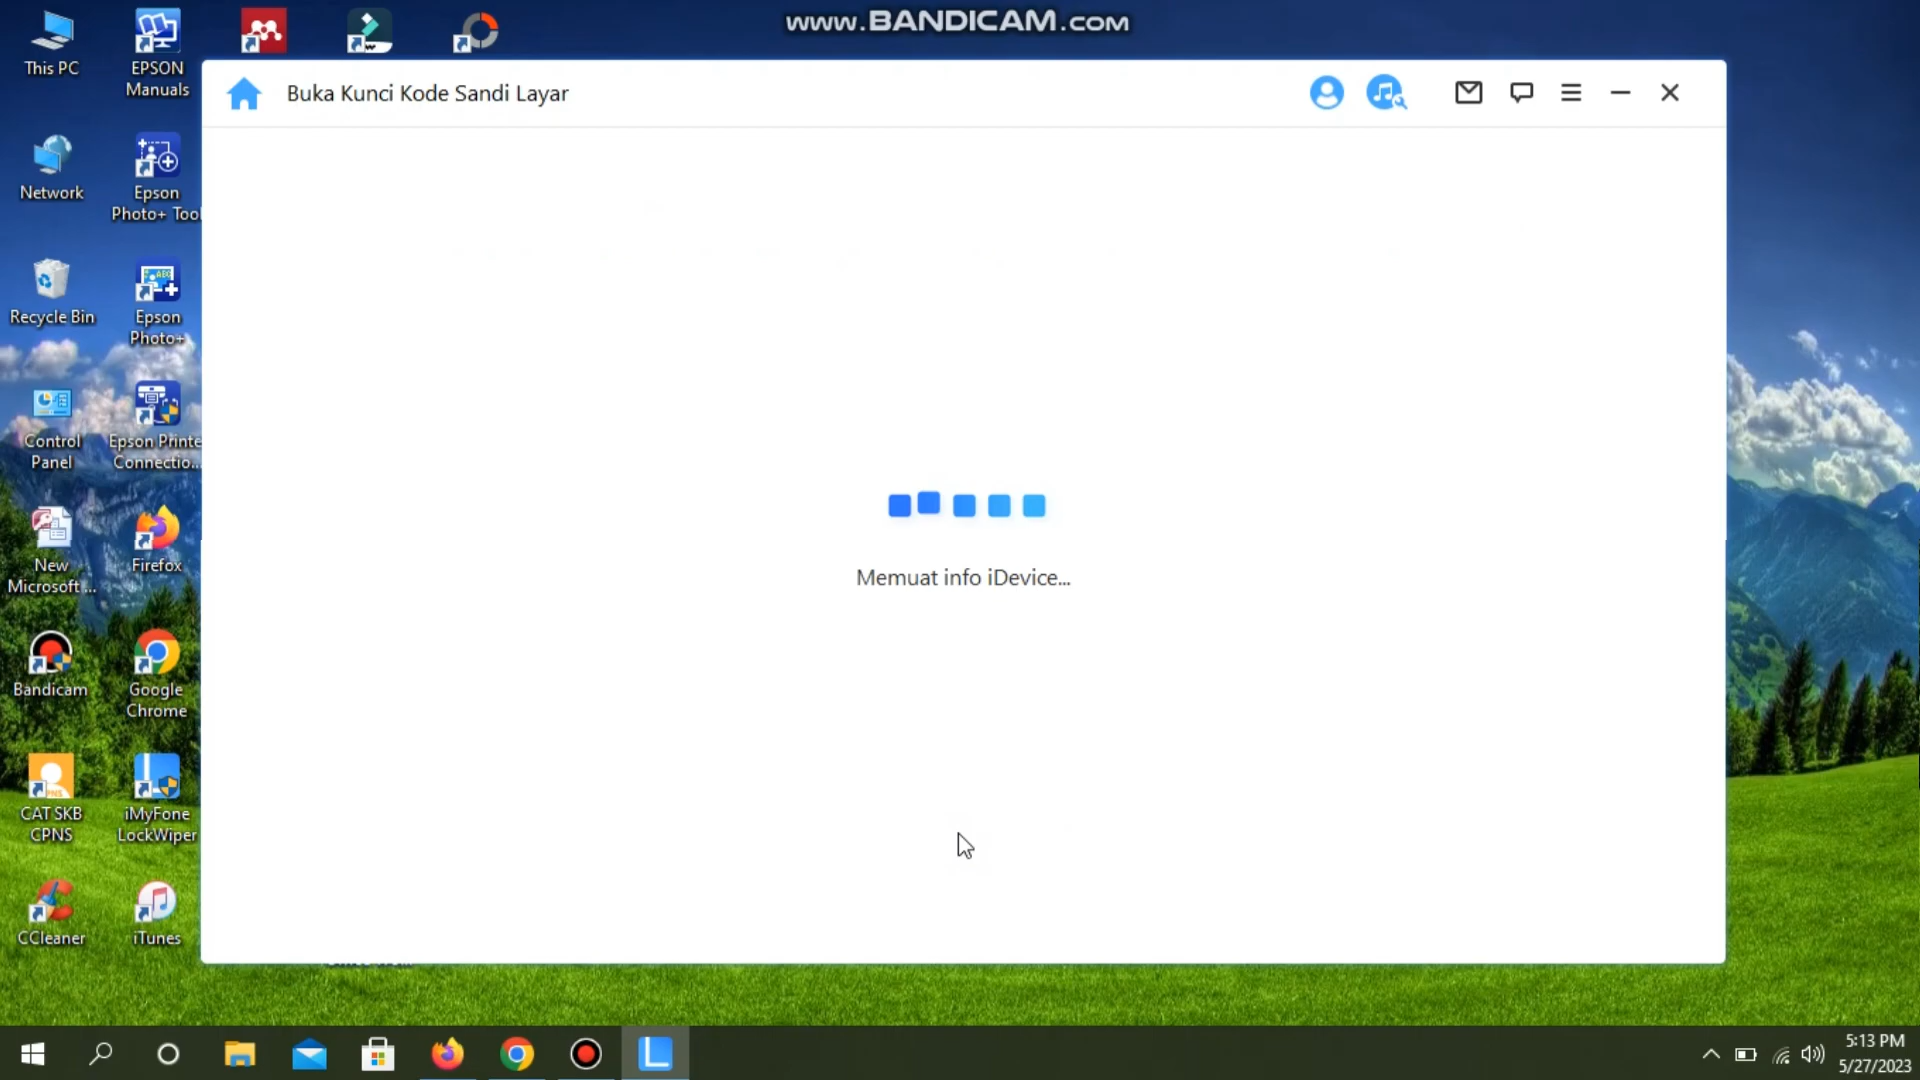 www.BANDICAM.com
This PC
EPSON
Manuals
Buka Kunci Kode Sandi Layar
Network
Epson
Photo+ Tool
Recycle Bin
Epson
Photo+
Control
Panel
Epson Printe
Connectio...
New
Microsoft ...
Firefox
Memuat info iDevice...
Bandicam
Google
Chrome
CAT SKB
CPNS
iMyFone
LockWiper
CCleaner
iTunes
5:13 PM
5/27/2023